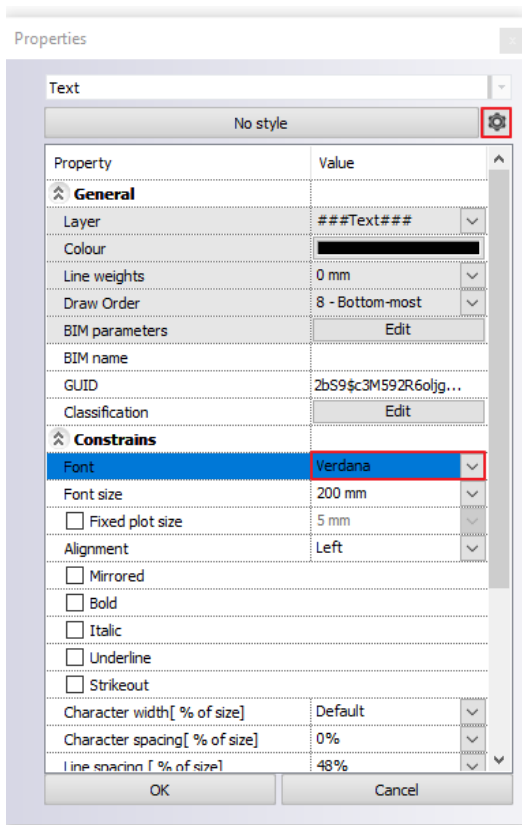 Properties
x
Text
No style
Property Value
General
Layer ###Text###
Colour
Line weights 0 mm
Draw Order 8 - Bottom-most
BIM parameters Edit
BIM name
GUID 2bS9$c3M592R6oljg...
Classification Edit
Constrains
Font Verdana
Font size 200 mm
Fixed plot size 5 mm
Alignment Left
Mirrored
Bold
Italic
Underline
Strikeout
Character width[ % of size] Default
Character spacing[ % of size] 0%
Line spacing [ % of size] 48%
OK Cancel